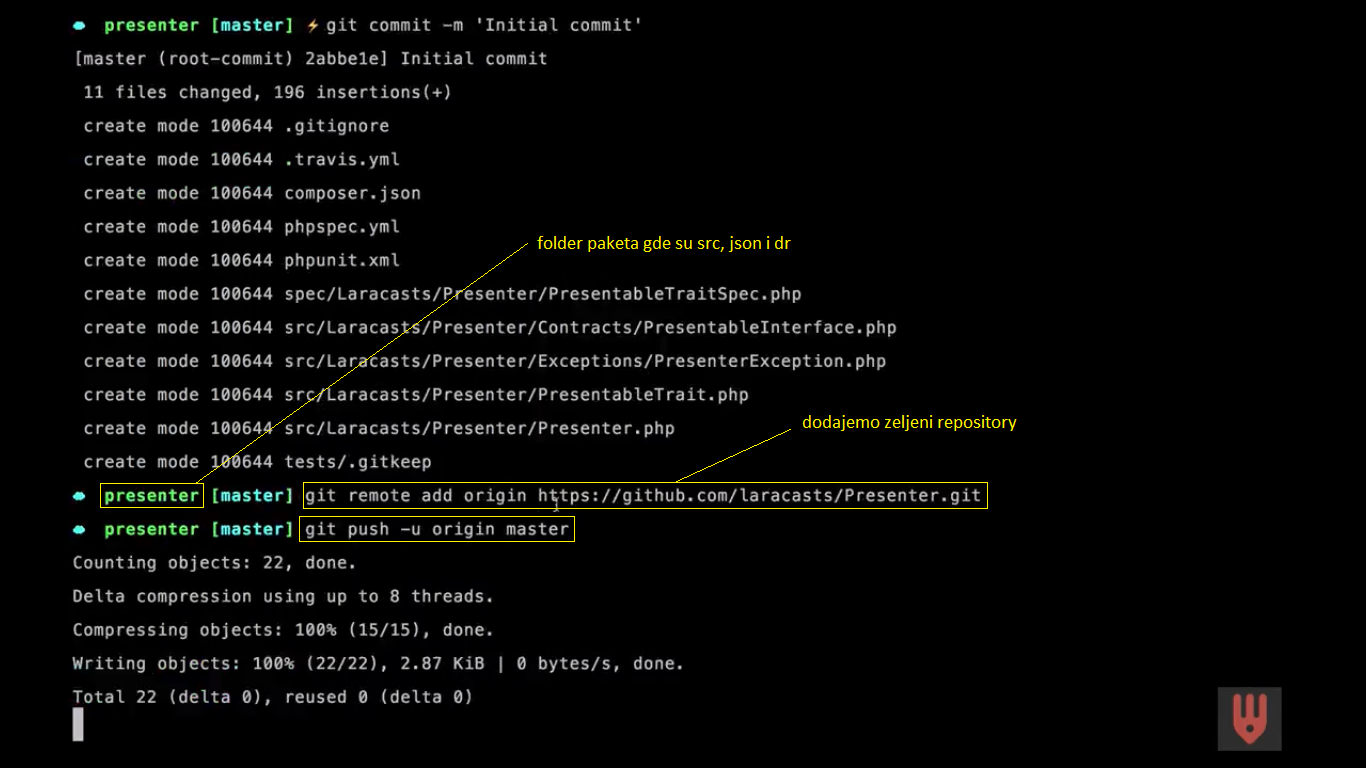 presenter [master] ⚡git commit -m 'Initial commit'
[master (root-commit) 2abbe1e] Initial commit
11 files changed, 196 insertions(+)
create mode 100644 .gitignore
create mode 100644 .travis.yml
create mode 100644 composer.json
create mode 100644 phpspec.yml
folder paketa gde su src, json i dr
create mode 100644 phpunit.xml
create mode 100644 spec/Laracasts/Presenter/PresentableTraitSpec.php
create mode 100644 src/Laracasts/Presenter/Contracts/PresentableInterface.php
create mode 100644 src/Laracasts/Presenter/Exceptions/PresenterException.php
create mode 100644 src/Laracasts/Presenter/PresentableTrait.php
dodajemo zeljeni repository
create mode 100644 src/Laracasts/Presenter/Presenter.php
create mode 100644 tests/.gitkeep
presenter [master] git remote add origin https://github.com/laracasts/Presenter.git
presenter [master] git push -u origin master
Counting objects: 22, done.
Delta compression using up to 8 threads.
Compressing objects: 100% (15/15), done.
Writing objects: 100% (22/22), 2.87 KiB | 0 bytes/s, done.
Total 22 (delta 0), reused 0 (delta 0)